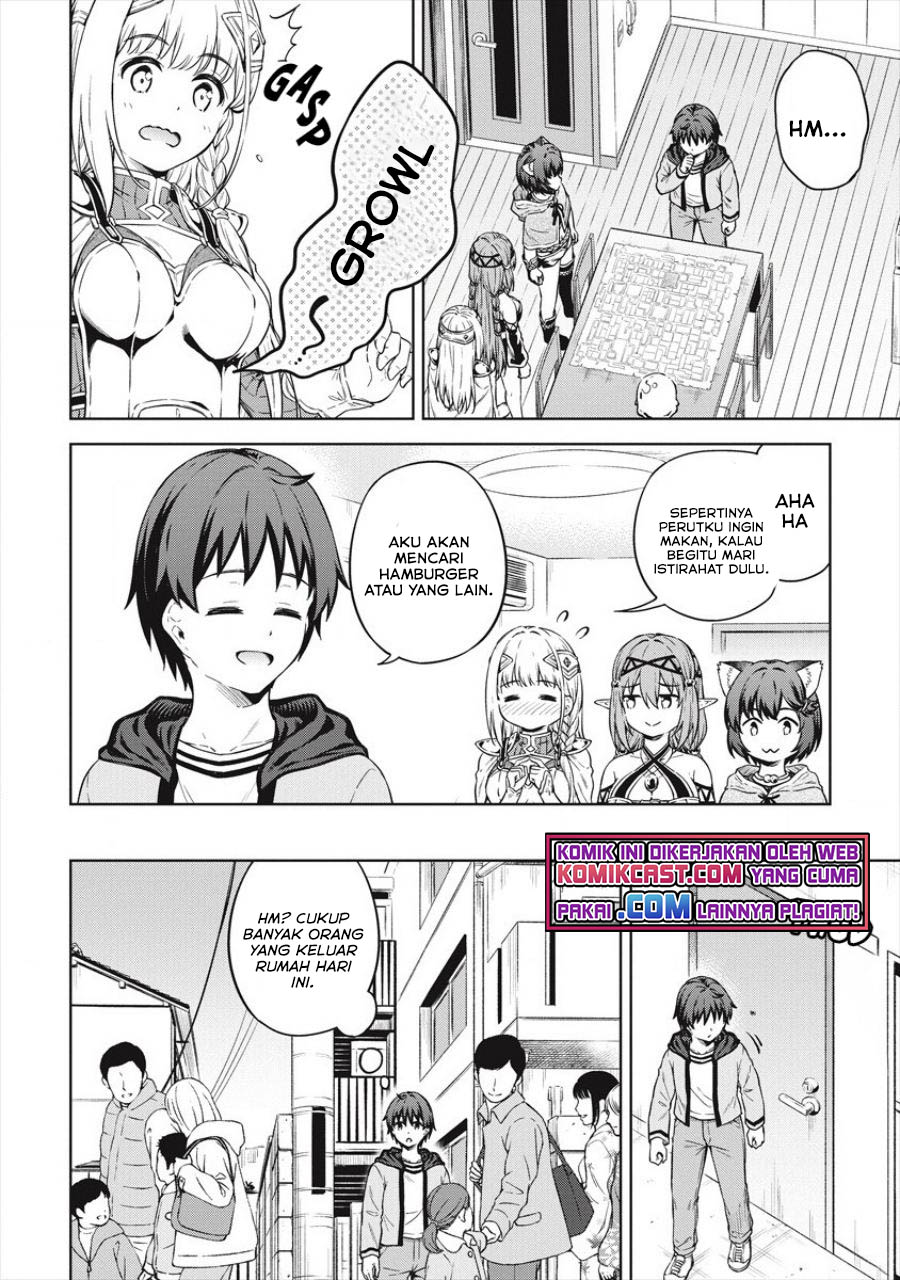 HM...
GROWL
GASP
AHA
HA
SEPERTINYA
PERUTKU INGIN
MAKAN, KALAU
BEGITU MARI
ISTIRAHAT DULU.
AKU AKAN
MENCARI
HAMBURGER
ATAU YANG LAIN.
KOMIK INI DIKERJAKAN OLEH WEB
KOMIKCAST.COM YANG CUMA
PAKAI .COM LAINNYA PLAGIAT!
HM? CUKUP
BANYAK ORANG
YANG KELUAR
RUMAH HARI
INI.